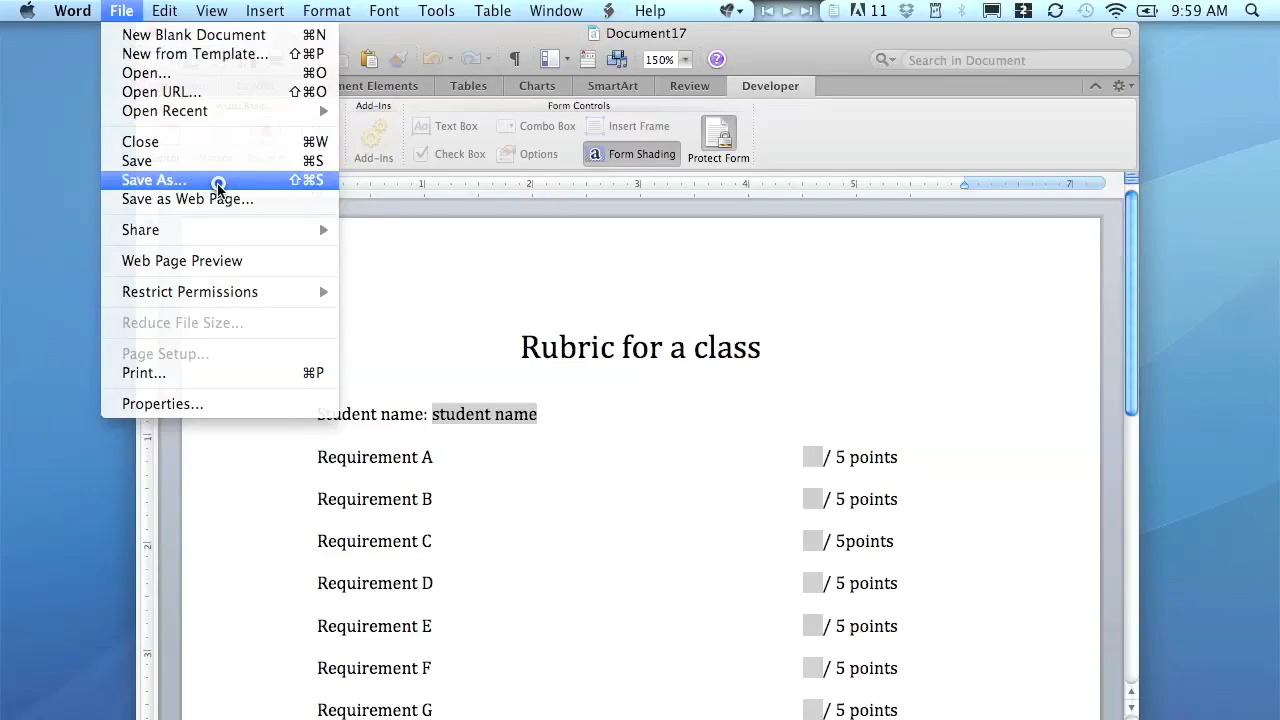 Word File Edit View Insert Format Font Tools Table Window Help 11 2 9:59 AM
Document17
150% Search in Document
ment Elements Tables Charts SmartArt Review Developer
Add-Ins Form Controls
Aa Text Box Combo Box Insert Frame
Add-Ins Check Box Options a Form Shading Protect Form
New Blank Document ⌘N
New from Template... ⇧⌘P
Open... ⌘O
Open URL... ⇧⌘O
Open Recent
Close ⌘W
Save ⌘S
Save As... ⇧⌘S
Save as Web Page...
Share
Web Page Preview
Restrict Permissions
Reduce File Size...
Page Setup...
Print... ⌘P
Properties...
1 2 3 4 5 7
1
2
3
Rubric for a class
Student name: student name
Requirement A / 5 points
Requirement B / 5 points
Requirement C / 5points
Requirement D / 5 points
Requirement E / 5 points
Requirement F / 5 points
Requirement G / 5 points